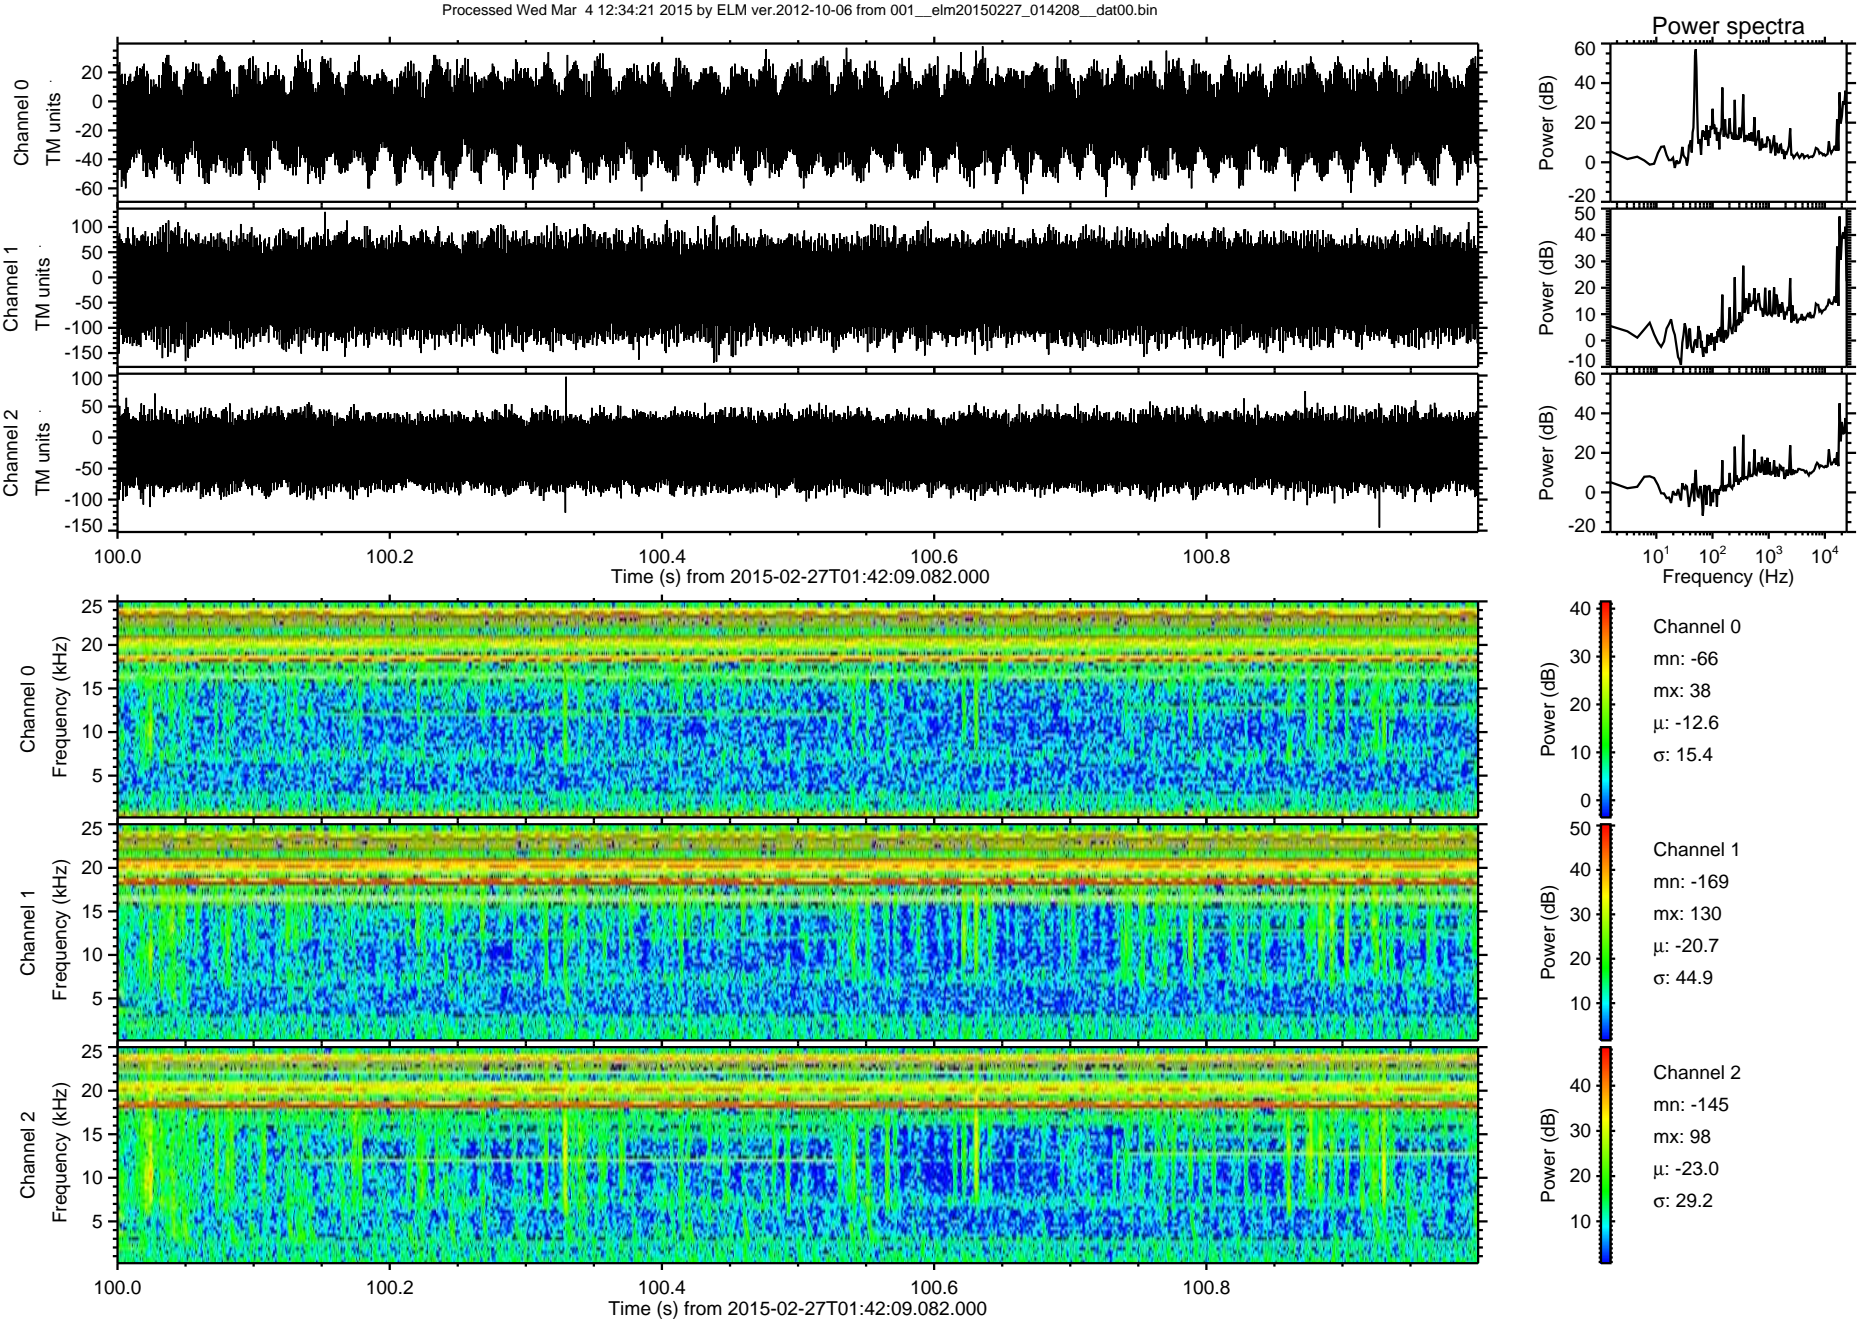 Processed Wed Mar  4 12:34:21 2015 by ELM ver.2012-10-06 from 001__elm20150227_014208__dat00.bin
Power spectra
Channel 0
TM units
20
0
-20
-40
-60
Power (dB)
60
40
20
0
-20
Channel 1
TM units
100
50
0
-50
-100
-150
Power (dB)
50
40
30
20
10
0
-10
Channel 2
TM units
100
50
0
-50
-100
-150
Power (dB)
60
40
20
0
-20
100.0 100.2 100.4 100.6 100.8
Time (s) from 2015-02-27T01:42:09.082.000
10¹ 10² 10³ 10⁴
Frequency (Hz)
Channel 0
Frequency (kHz)
25
20
15
10
5
Power (dB)
40
30
20
10
0
Channel 0
mn: -66
mx: 38
μ: -12.6
σ: 15.4
Channel 1
Frequency (kHz)
25
20
15
10
5
Power (dB)
50
40
30
20
10
Channel 1
mn: -169
mx: 130
μ: -20.7
σ: 44.9
Channel 2
Frequency (kHz)
25
20
15
10
5
Power (dB)
40
30
20
10
Channel 2
mn: -145
mx: 98
μ: -23.0
σ: 29.2
100.0 100.2 100.4 100.6 100.8
Time (s) from 2015-02-27T01:42:09.082.000